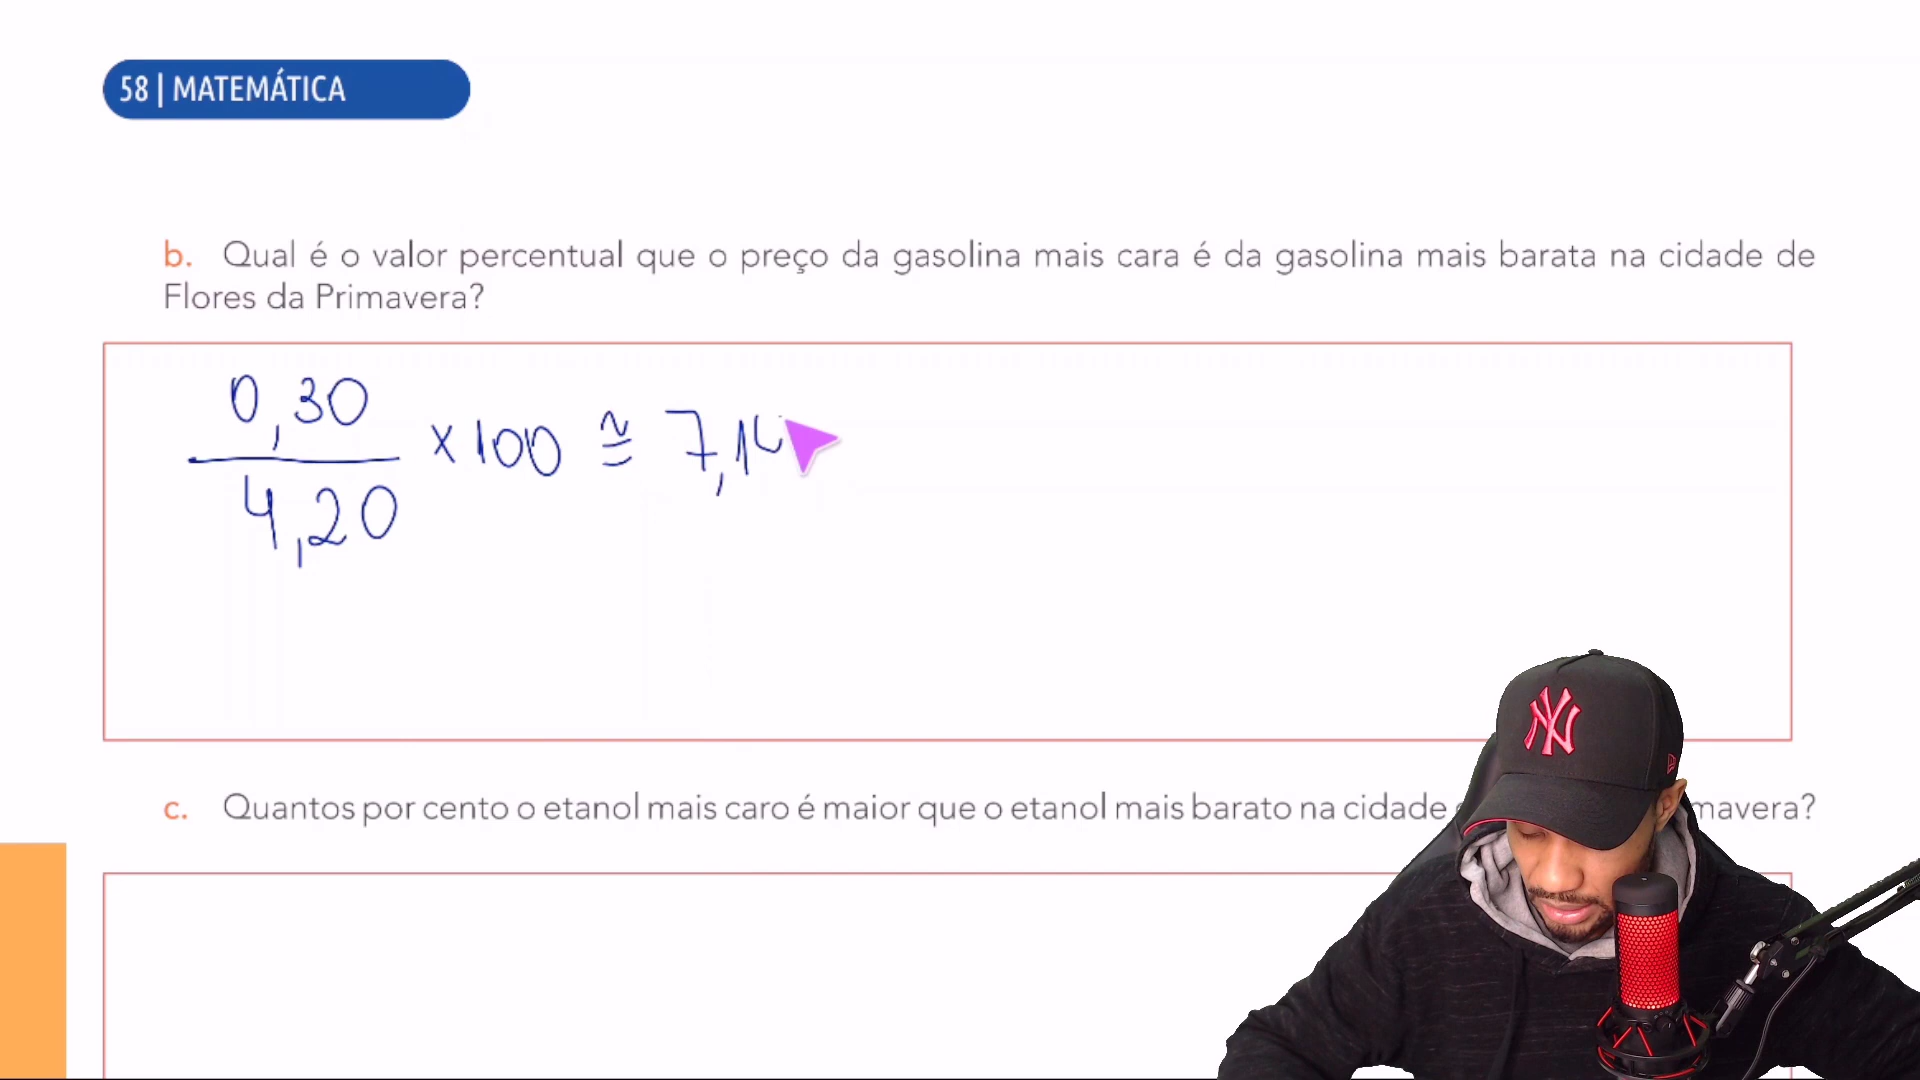 58 | MATEMÁTICA
b. Qual é o valor percentual que o preço da gasolina mais cara é da gasolina mais barata na cidade de
Flores da Primavera?
0,30
4,20
x 100 ≅ 7,14
c. Quantos por cento o etanol mais caro é maior que o etanol mais barato na cidade mavera?
NY